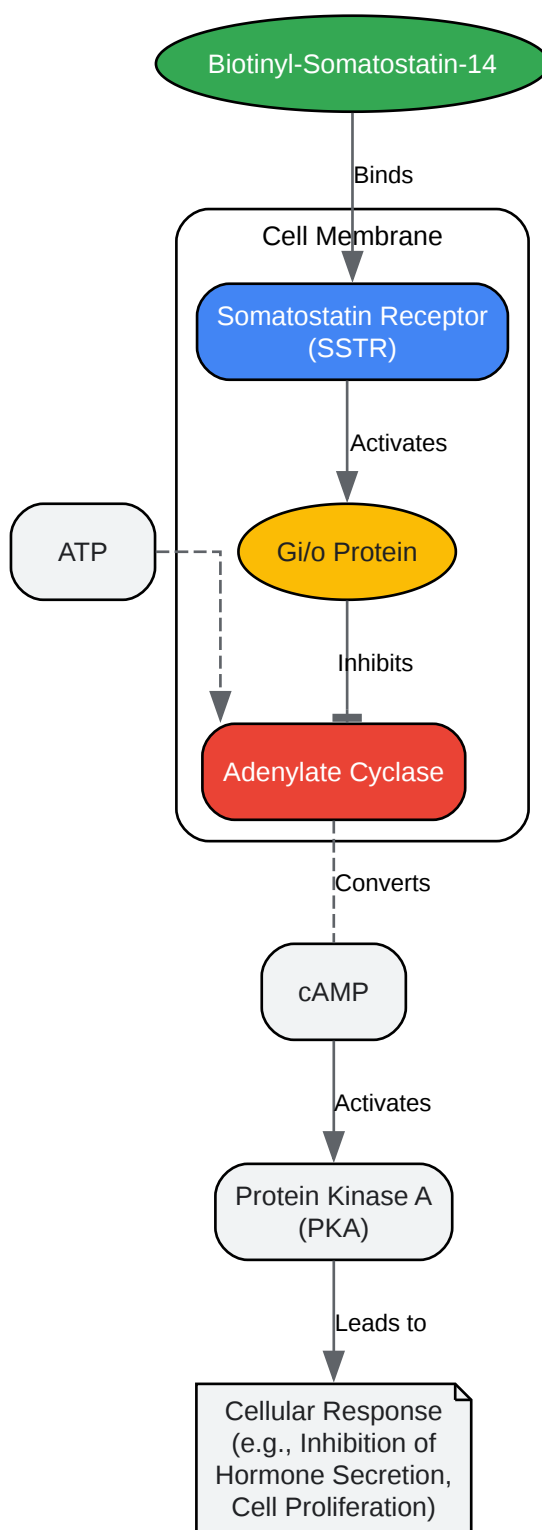 Biotinyl-Somatostatin-14
Binds
Cell Membrane
Somatostatin Receptor
(SSTR)
Activates
ATP
Gi/o Protein
Inhibits
Adenylate Cyclase
Converts
cAMP
Activates
Protein Kinase A
(PKA)
Leads to
Cellular Response
(e.g., Inhibition of
Hormone Secretion,
Cell Proliferation)